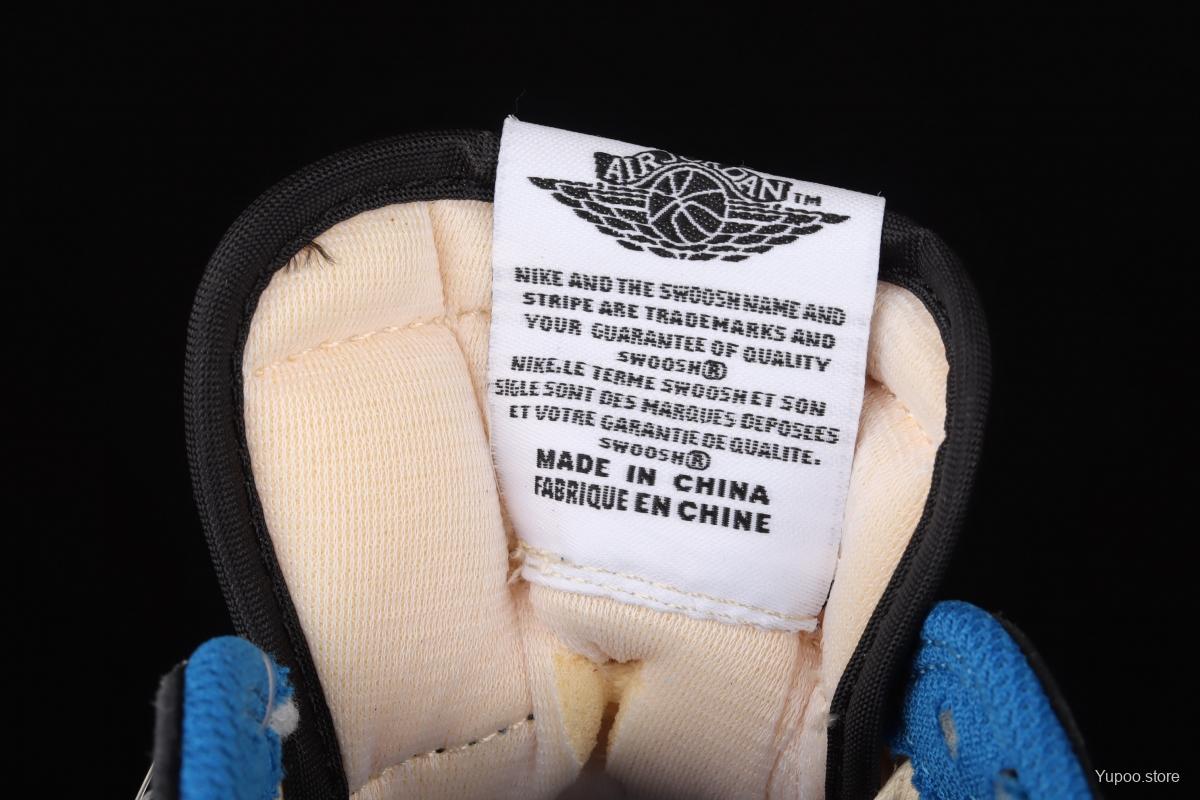 AIR JORDAN TM
NIKE AND THE SWOOSH NAME AND
STRIPE ARE TRADEMARKS AND
YOUR GUARANTEE OF QUALITY
SWOOSH®
NIKE.LE TERME SWOOSH ET SON
SIGLE SONT DES MARQUES DEPOSEES
ET VOTRE GARANTIE DE QUALITE.
SWOOSH®
MADE IN CHINA
FABRIQUE EN CHINE
Yupoo.store